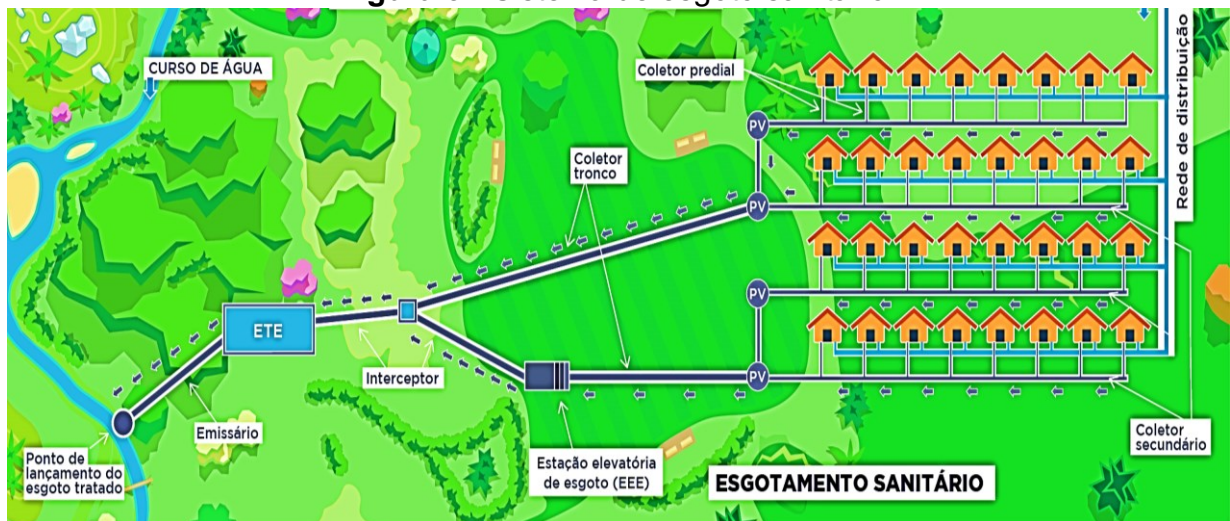 CURSO DE ÁGUA
Coletor predial
Rede de distribuição
PV
Coletor
tronco
PV
PV
ETE
Interceptor
PV
Emissário
Ponto de
lançamento do
esgoto tratado
Estação elevatória
de esgoto (EEE)
Coletor
secundário
ESGOTAMENTO SANITÁRIO